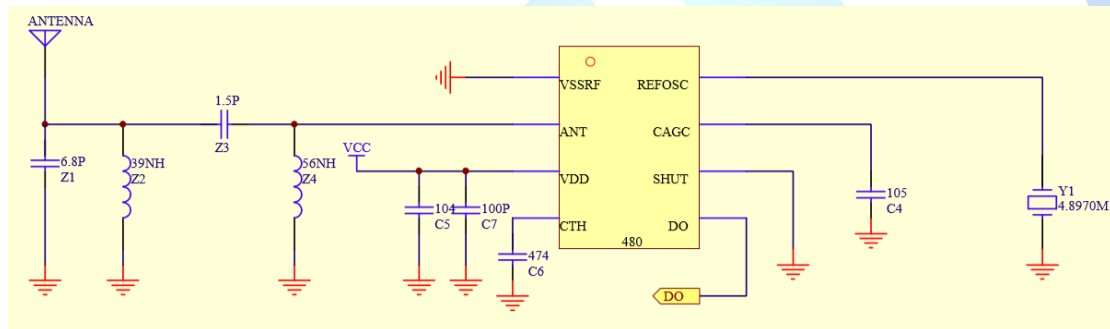 ANTENNA
6.8P
Z1
39NH
Z2
1.5P
Z3
56NH
Z4
VCC
104
C5
100P
C7
474
C6
VSSRF
REFOSC
ANT
CAGC
VDD
SHUT
CTH
DO
480
DO
105
C4
Y1
4.8970M